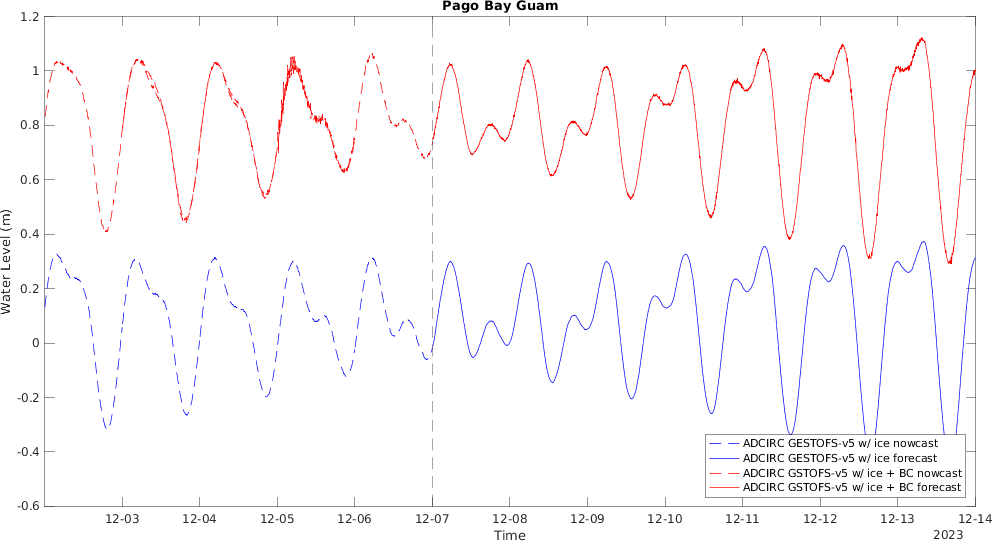 Pago Bay Guam
1.2
1
0.8
0.6
0.4
0.2
0
-0.2
-0.4
-0.6
Water Level (m)
ADCIRC GESTOFS-v5 w/ ice nowcast
ADCIRC GESTOFS-v5 w/ ice forecast
ADCIRC GSTOFS-v5 w/ ice + BC nowcast
ADCIRC GSTOFS-v5 w/ ice + BC forecast
12-03 12-04 12-05 12-06 12-07 12-08 12-09 12-10 12-11 12-12 12-13 12-14
Time
2023